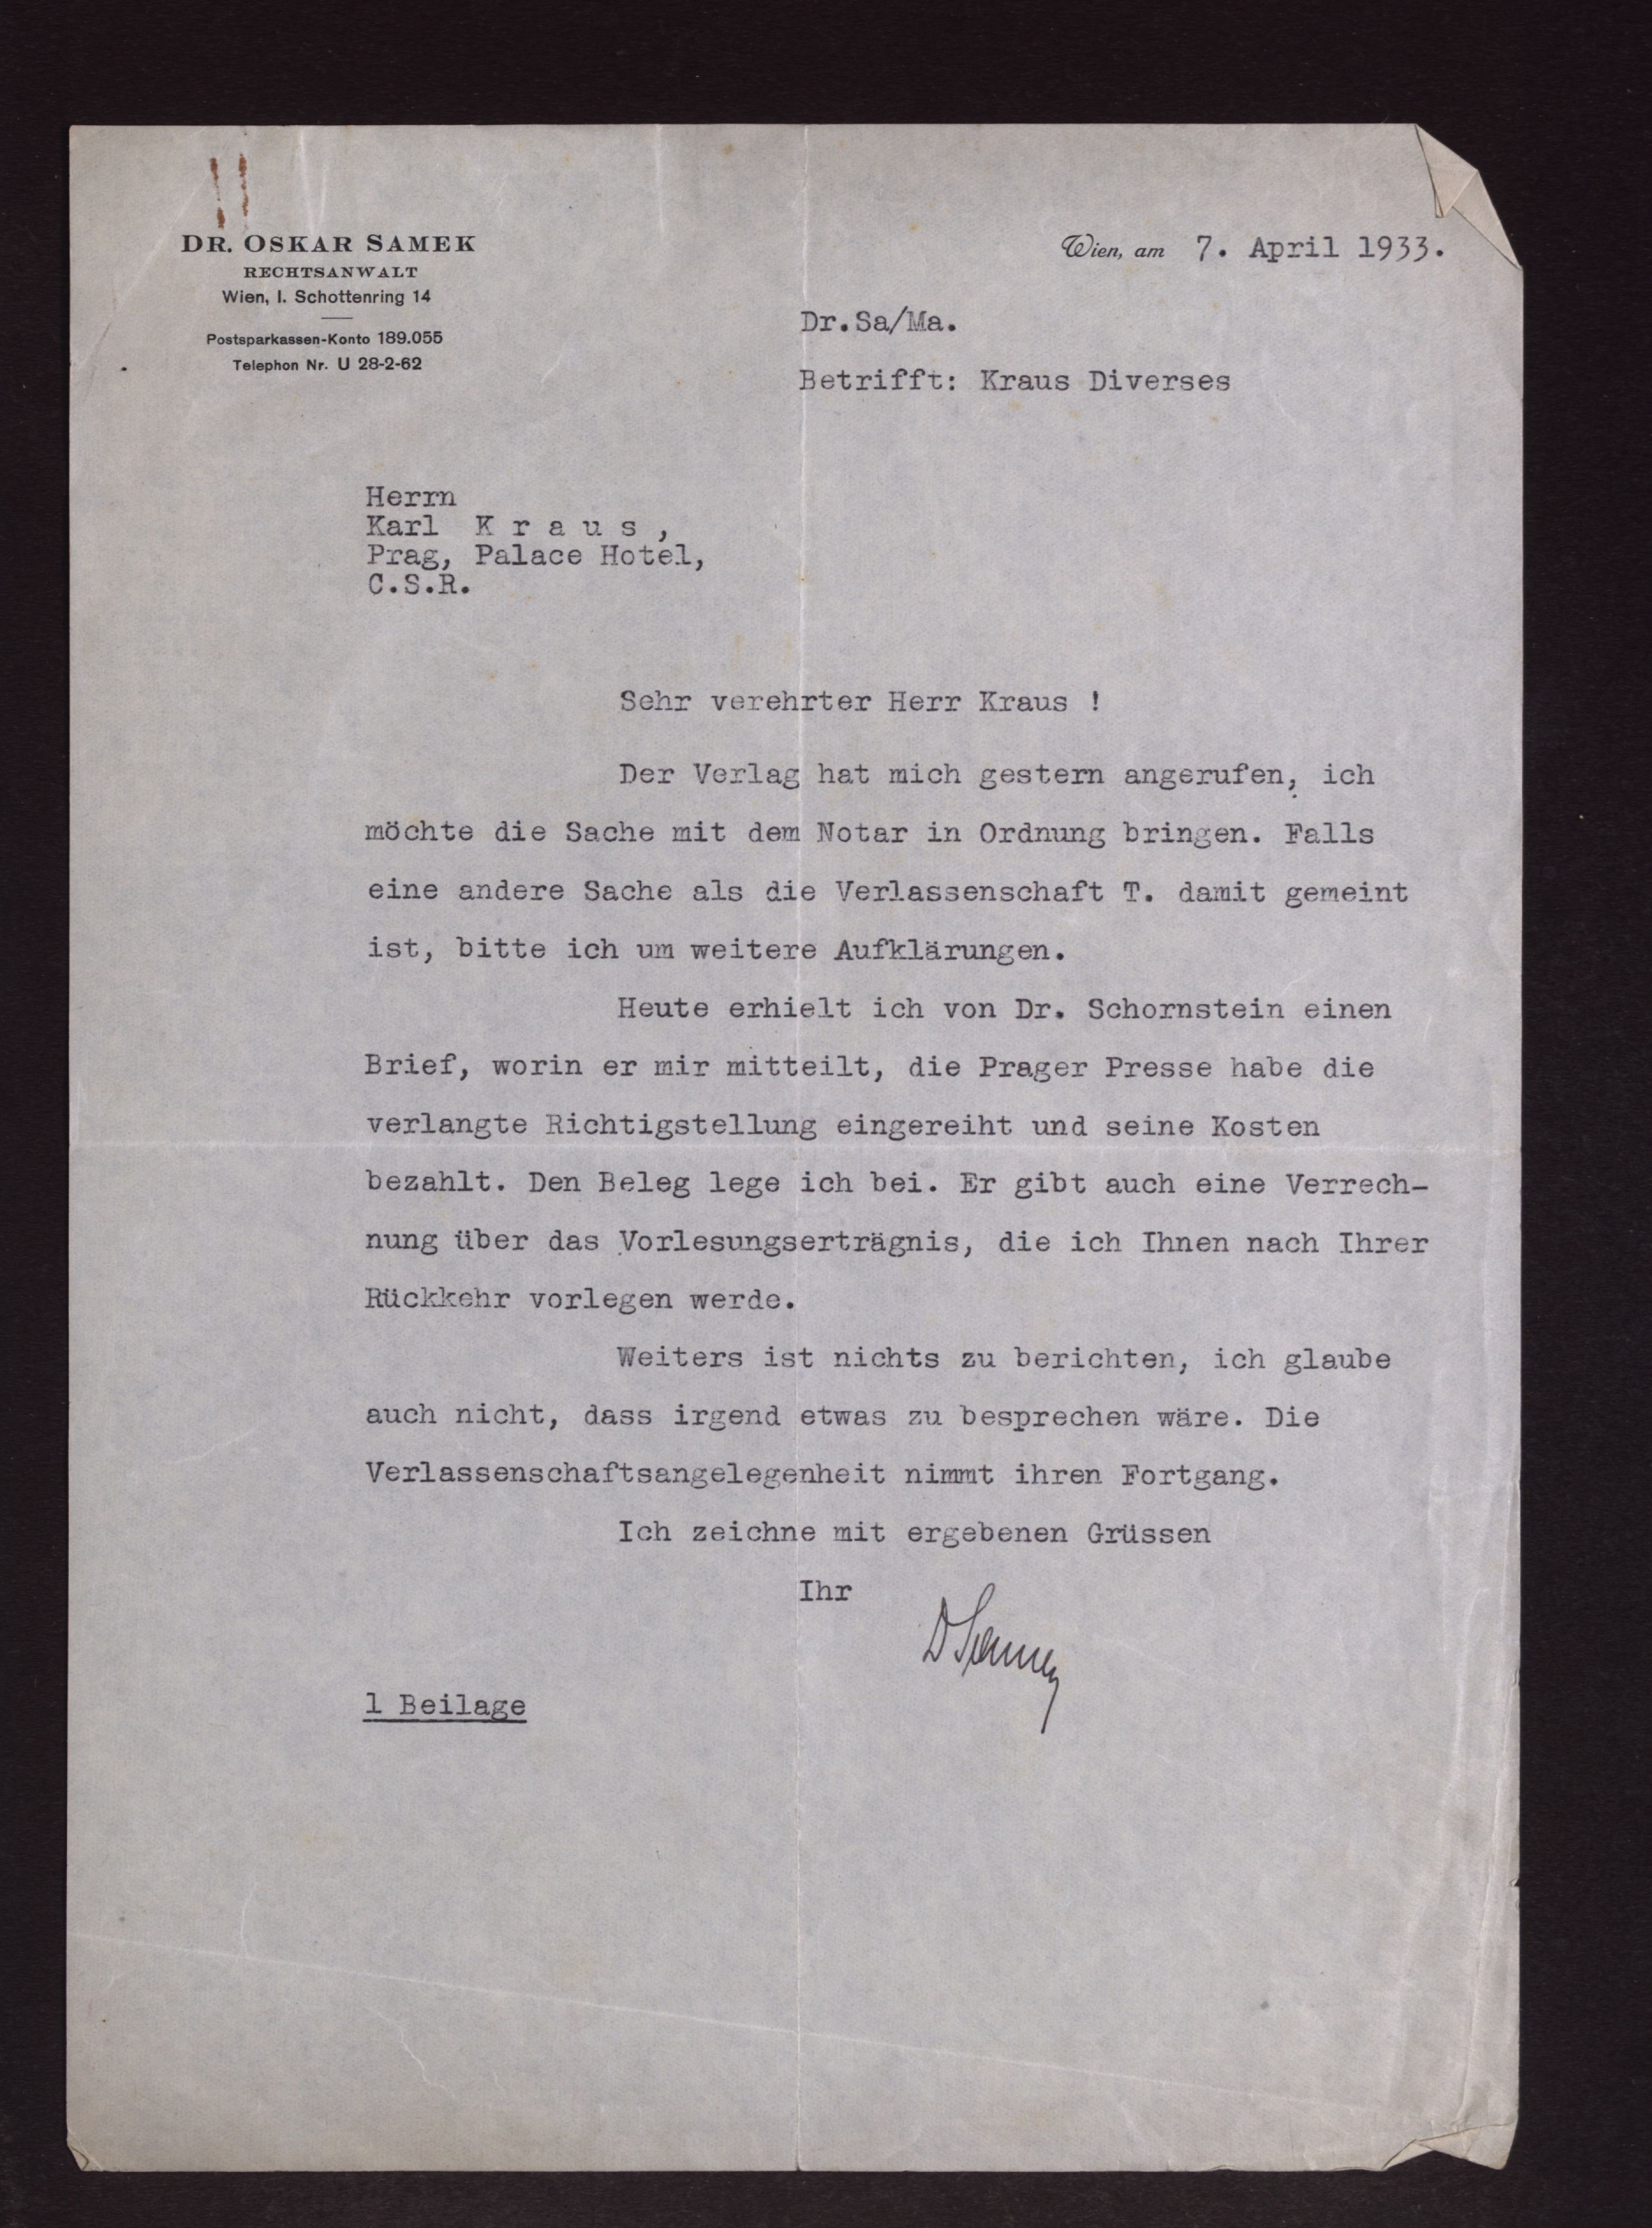 DR. OSKAR SAMEK
RECHTSANWALT
Wien, I. Schottenring 14
Postsparkassen-Konto 189.055
Telephon Nr. U 28-2-62
Wien, am 7. April 1933.
Dr.Sa/Ma.
Betrifft: Kraus Diverses
Herrn
Karl K r a u s ,
Prag, Palace Hotel,
C.S.R.
Sehr verehrter Herr Kraus !
Der Verlag hat mich gestern angerufen, ich
möchte die Sache mit dem Notar in Ordnung bringen. Falls
eine andere Sache als die Verlassenschaft T. damit gemeint
ist, bitte ich um weitere Aufklärungen.
Heute erhielt ich von Dr. Schornstein einen
Brief, worin er mir mitteilt, die Prager Presse habe die
verlangte Richtigstellung eingereiht und seine Kosten
bezahlt. Den Beleg lege ich bei. Er gibt auch eine Verrech-
nung über das Vorlesungserträgnis, die ich Ihnen nach Ihrer
Rückkehr vorlegen werde.
Weiters ist nichts zu berichten, ich glaube
auch nicht, dass irgend etwas zu besprechen wäre. Die
Verlassenschaftsangelegenheit nimmt ihren Fortgang.
Ich zeichne mit ergebenen Grüssen
Ihr
1 Beilage